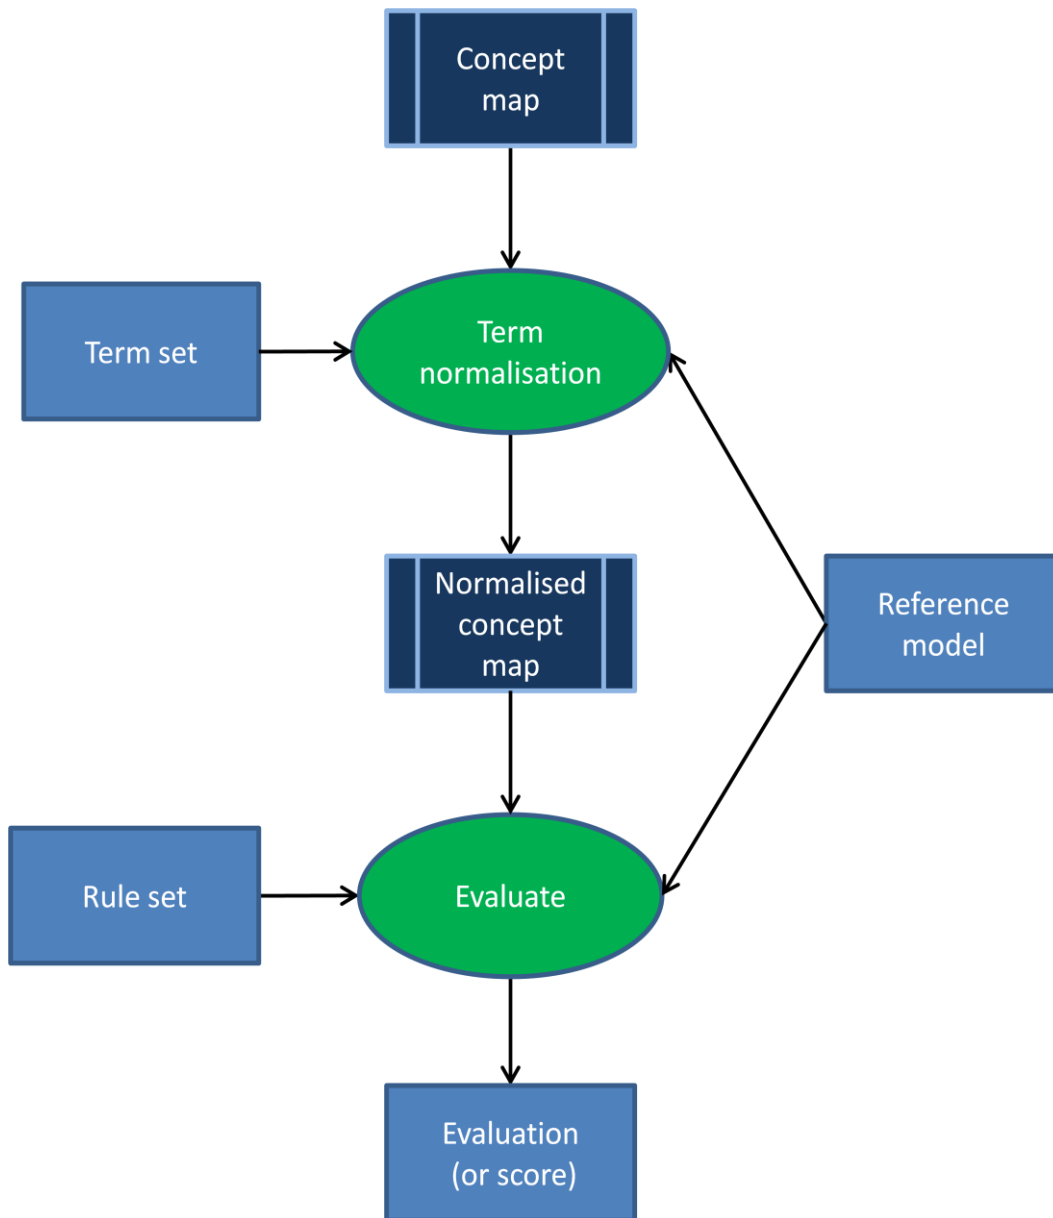 Concept
map
Term set
Term
normalisation
Normalised
concept
map
Reference
model
Rule set
Evaluate
Evaluation
(or score)